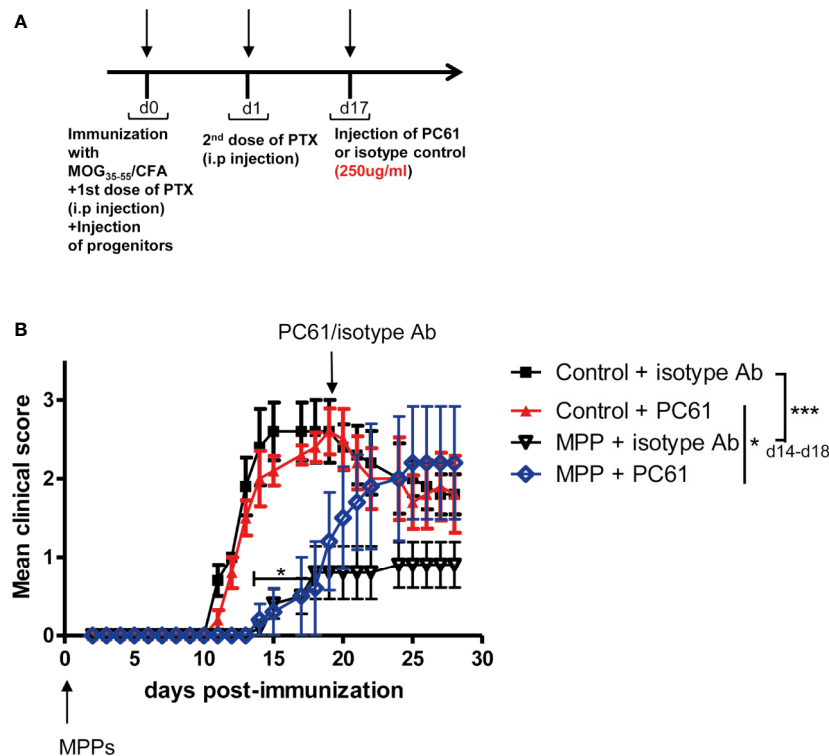 A
d0
d1
d17
Immunization
with
MOG35-55/CFA
+1st dose of PTX
(i.p injection)
+Injection
of progenitors
2nd dose of PTX
(i.p injection)
Injection of PC61
or isotype control
(250ug/ml)
B
PC61/isotype Ab
Mean clinical score
3
2
1
0
*
0
5
10
15
20
25
30
days post-immunization
MPPs
Control + isotype Ab
Control + PC61
MPP + isotype Ab
MPP + PC61
*
***
d14-d18